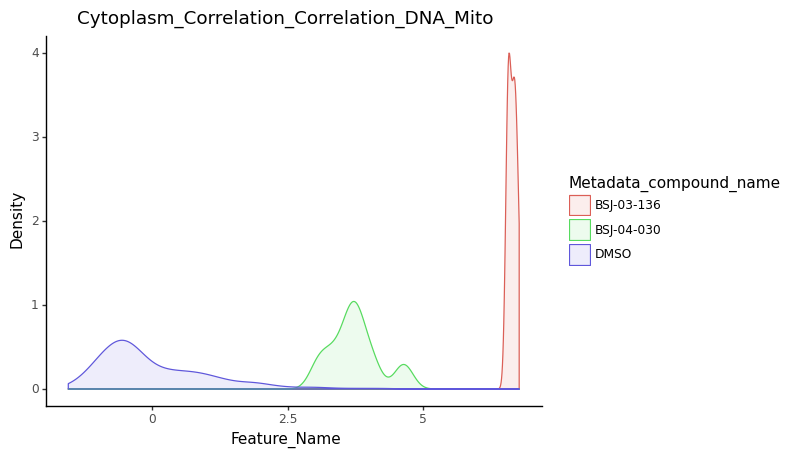 Cytoplasm_Correlation_Correlation_DNA_Mito
4
3
2
1
0
Density
0
2.5
5
Feature_Name
Metadata_compound_name
BSJ-03-136
BSJ-04-030
DMSO